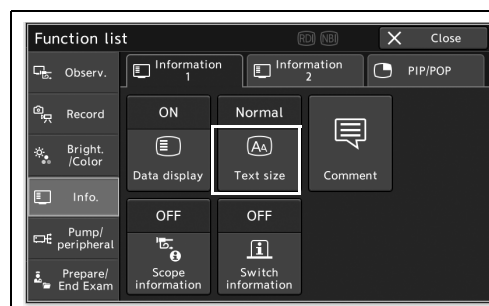 Function list
RDI NBI
X Close
Observ.
Information
1
Information
2
PIP/POP
Record
ON
Normal
Bright.
/Color
AA
Data display
Text size
Comment
Info.
OFF
OFF
Pump/
peripheral
i
i
Prepare/
End Exam
Scope
information
Switch
information